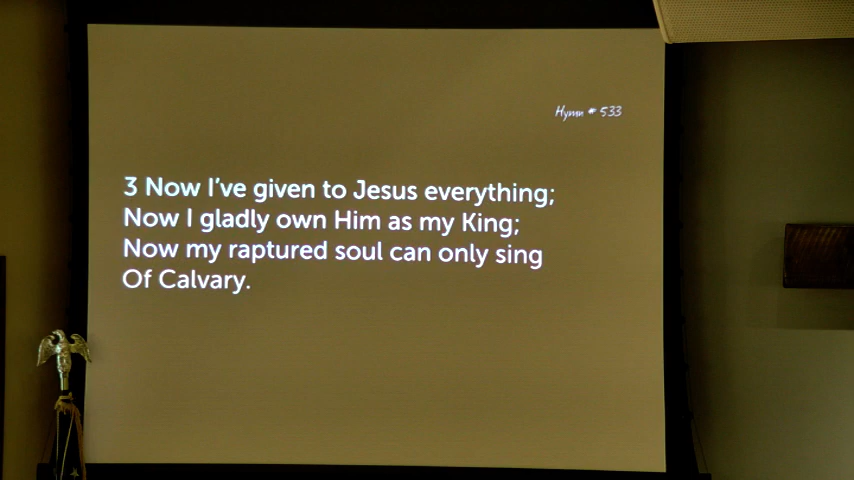 Hymn # 533
3 Now I've given to Jesus everything;
Now I gladly own Him as my King;
Now my raptured soul can only sing
Of Calvary.